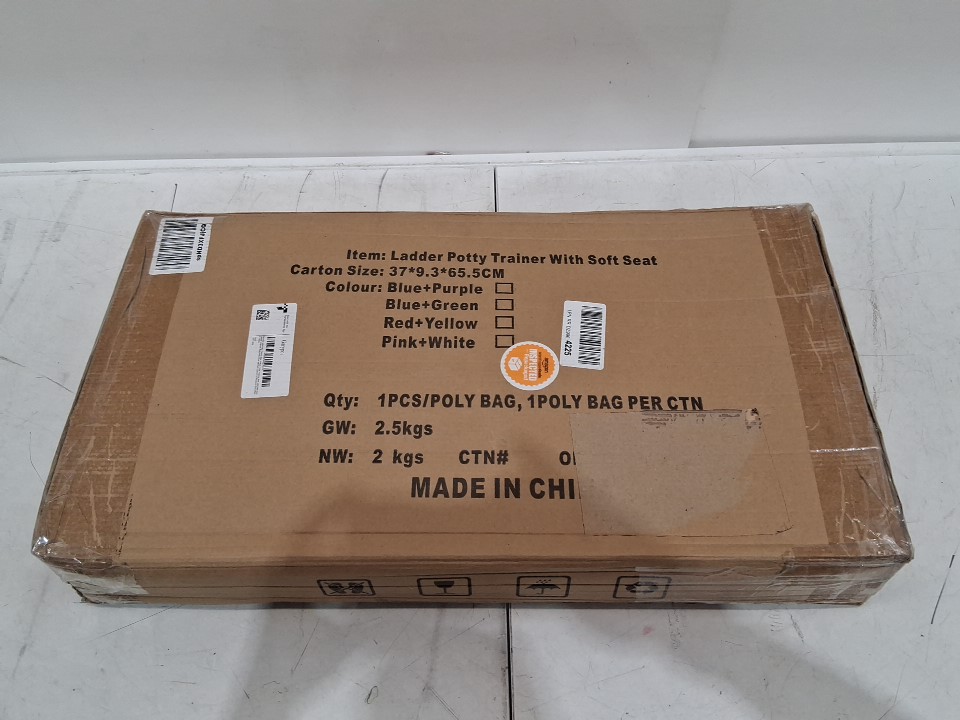 Item: Ladder Potty Trainer With Soft Seat
Carton Size: 37*9.3*65.5CM
Colour: Blue+Purple
Blue+Green
Red+Yellow
Pink+White
4225
INSPECTED
Qty: 1PCS/POLY BAG, 1POLY BAG PER CTN
GW: 2.5kgs
NW: 2 kgs CTN#
MADE IN CHI